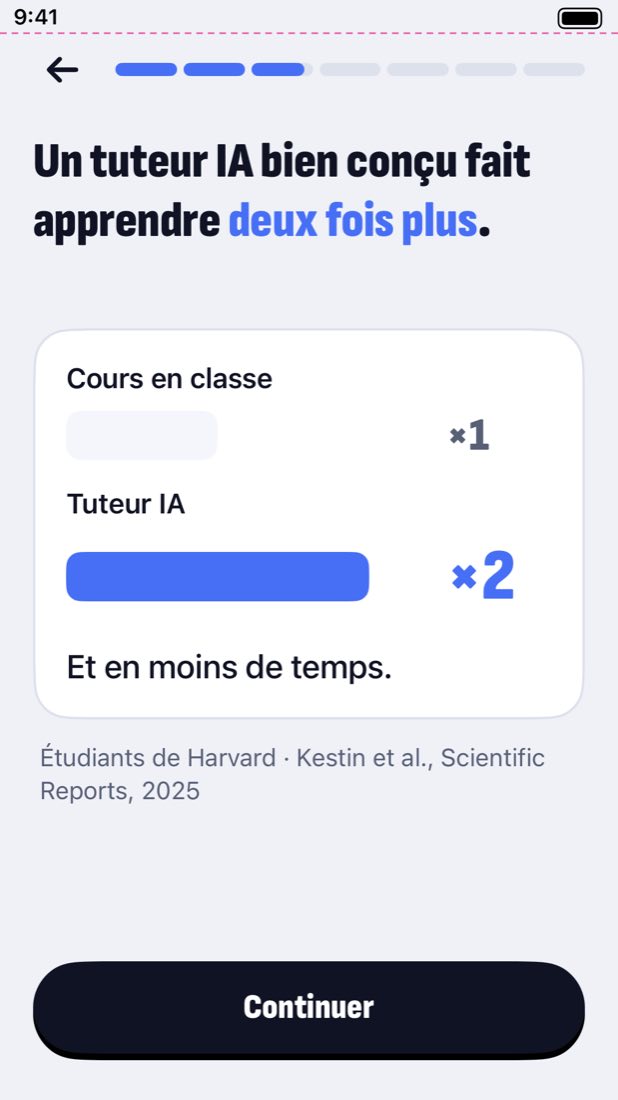 9:41
Un tuteur IA bien conçu fait
apprendre deux fois plus.
Cours en classe
×1
Tuteur IA
×2
Et en moins de temps.
Étudiants de Harvard · Kestin et al., Scientific
Reports, 2025
Continuer